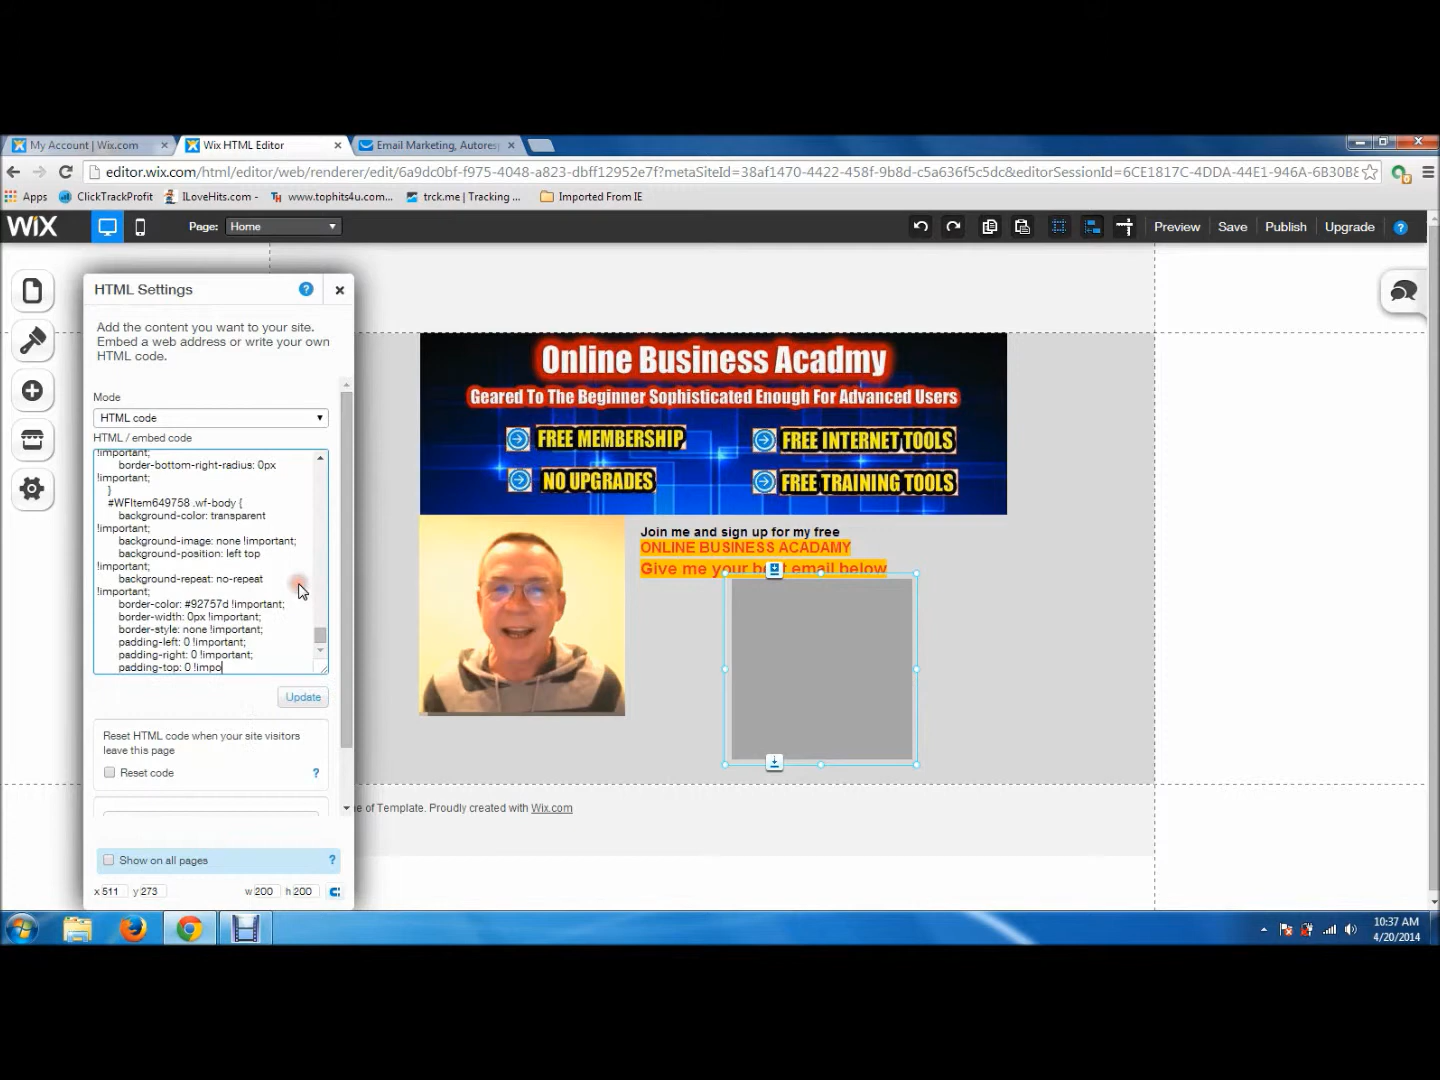 My Account | Wix.com
Wix HTML Editor
Email Marketing, Autores
editor.wix.com/html/editor/web/renderer/edit/6a9dc0bf-f975-4048-a823-dbff12952e7f?metaSiteId=38af1470-4422-458f-9b8d-c5a636f5c5dc&editorSessionId=6CE1817C-4DDA-44E1-946A-6B30B8
Apps
ClickTrackProfit
ILoveHits.com -
TH www.tophits4u.com...
trck.me | Tracking ...
Imported From IE
WiX
Page:
Home
Preview
Save
Publish
Upgrade
?
HTML Settings
?
Add the content you want to your site.
Embed a web address or write your own
HTML code.
Mode
HTML code
HTML / embed code
!important;
border-bottom-right-radius: 0px
!important;
}
#WFItem649758 .wf-body {
background-color: transparent
!important;
background-image: none !important;
background-position: left top
!important;
background-repeat: no-repeat
!important;
border-color: #92757d !important;
border-width: 0px !important;
border-style: none !important;
padding-left: 0 !important;
padding-right: 0 !important;
padding-top: 0 !impo
Update
Reset HTML code when your site visitors
leave this page
Reset code
?
Show on all pages
?
x 511
y 273
w 200
h 200
Online Business Acadmy
Geared To The Beginner Sophisticated Enough For Advanced Users
FREE MEMBERSHIP
FREE INTERNET TOOLS
NO UPGRADES
FREE TRAINING TOOLS
Join me and sign up for my free
ONLINE BUSINESS ACADAMY
Give me your best email below
e of Template. Proudly created with Wix.com
10:37 AM
4/20/2014